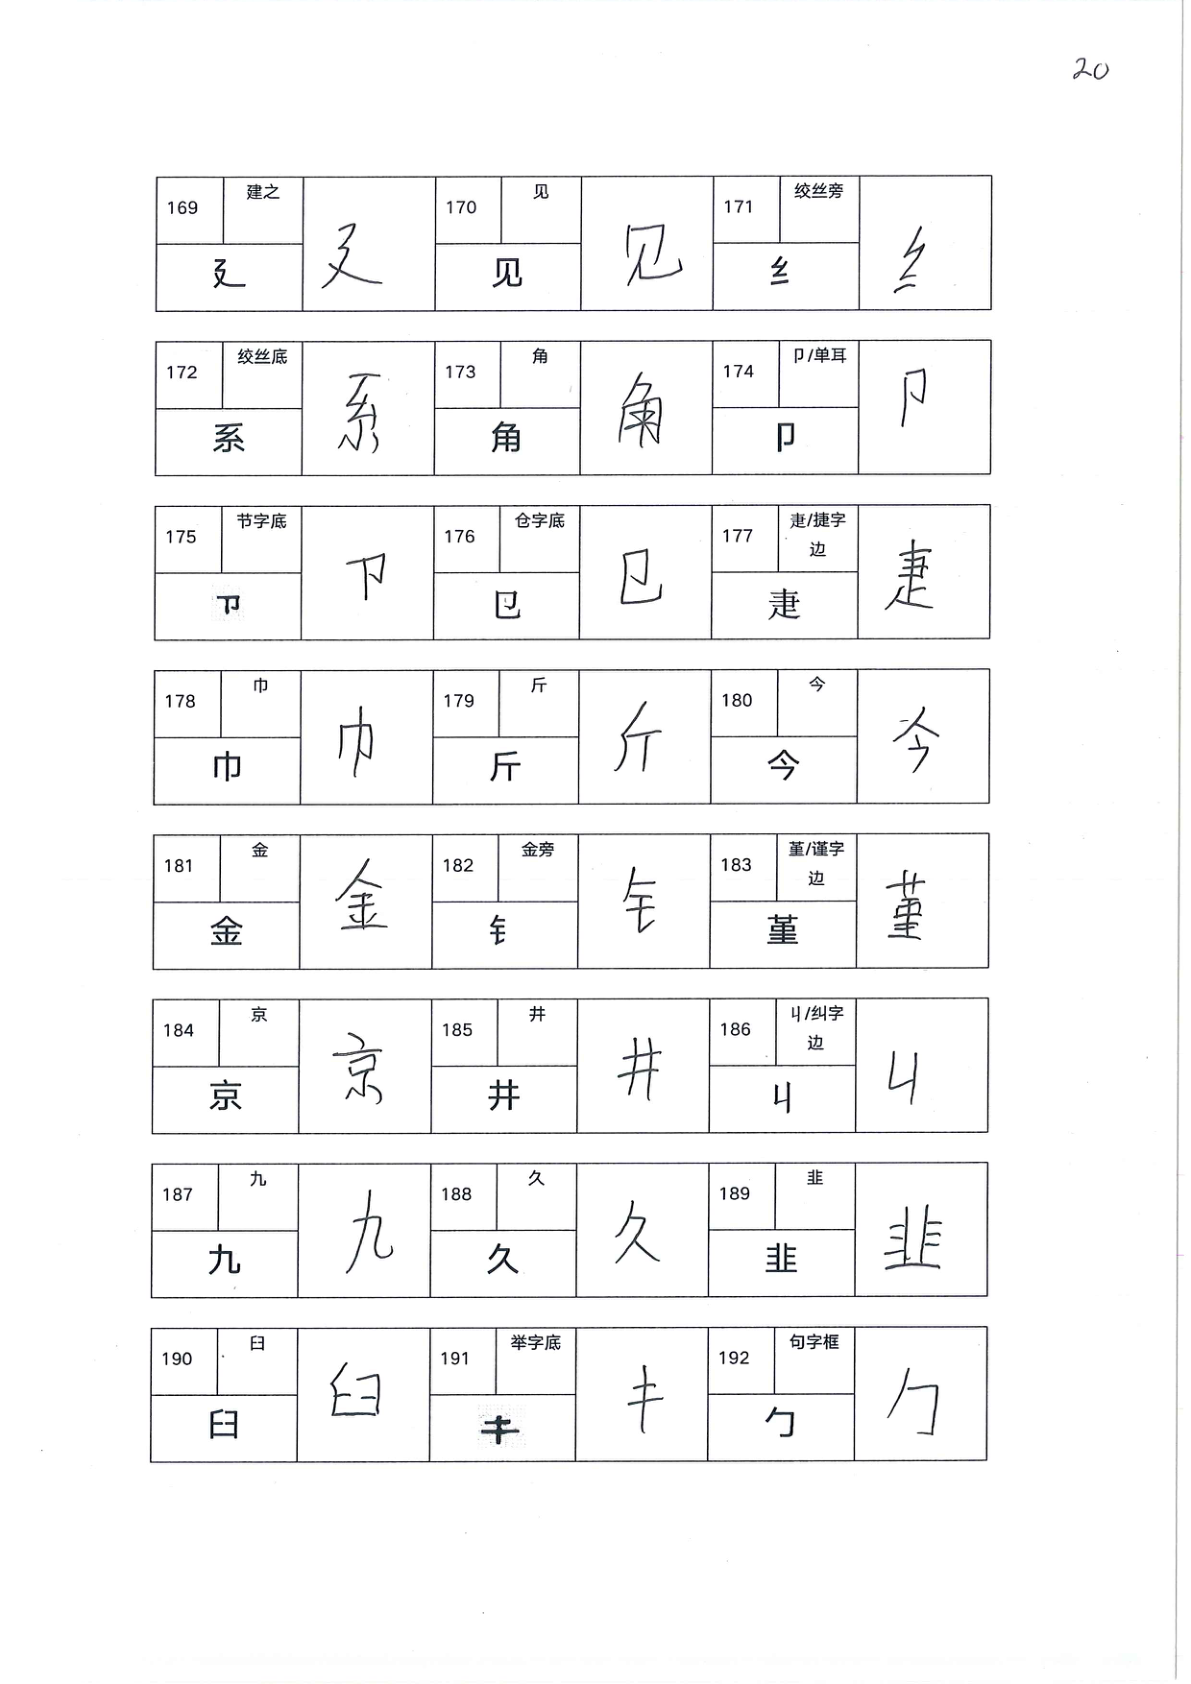 20
169 建之 廴 廴 170 见 见 见 171 绞丝旁 纟 纟
172 绞丝底 系 系 173 角 角 角 174 卩/单耳 卩 卩
175 节字底 176 仓字底 㔾 㔾 177 疌/捷字边 疌 疌
178 巾 巾 巾 179 斤 斤 斤 180 今 今 今
181 金 金 金 182 金旁 钅 钅 183 堇/谨字边 堇 堇
184 京 京 京 185 井 井 井 186 丩/纠字边 丩 丩
187 九 九 九 188 久 久 久 189 韭 韭 韭
190 臼 臼 臼 191 举字底 192 句字框 勹 勹